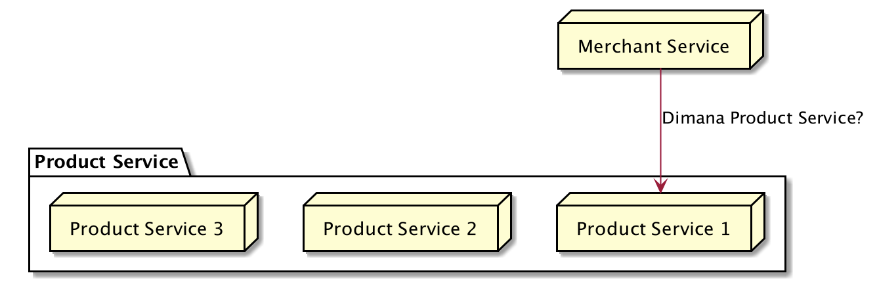 Merchant Service
Dimana Product Service?
Product Service
Product Service 3
Product Service 2
Product Service 1